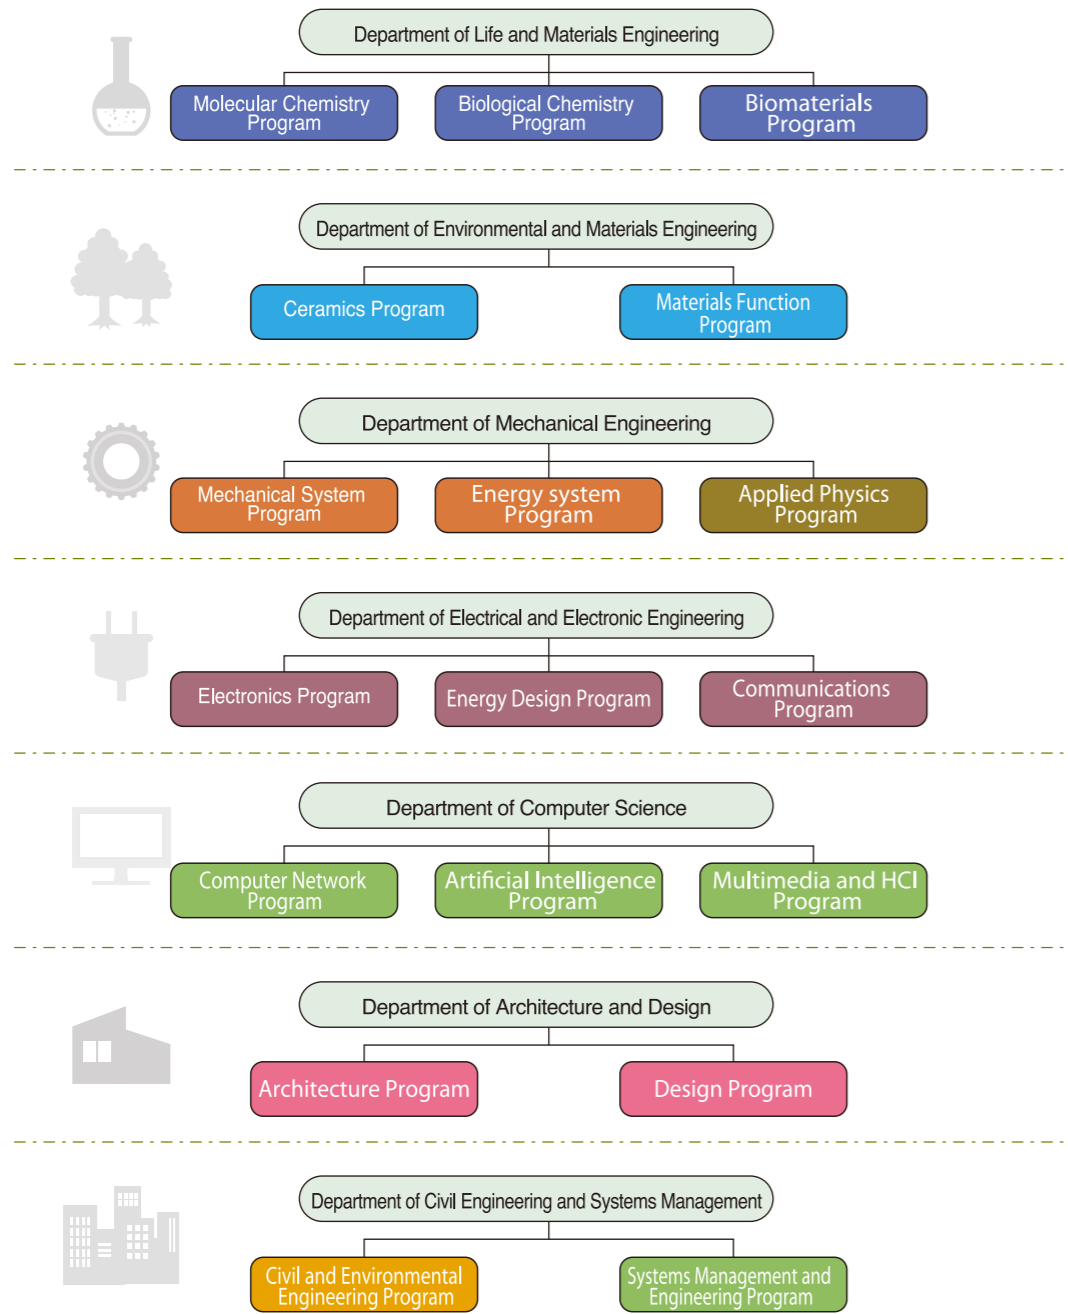 Department of Life and Materials Engineering
Molecular Chemistry
Program
Biological Chemistry
Program
Biomaterials
Program
Department of Environmental and Materials Engineering
Ceramics Program
Materials Function
Program
Department of Mechanical Engineering
Mechanical System
Program
Energy system
Program
Applied Physics
Program
Department of Electrical and Electronic Engineering
Electronics Program
Energy Design Program
Communications
Program
Department of Computer Science
Computer Network
Program
Artificial Intelligence
Program
Multimedia and HCI
Program
Department of Architecture and Design
Architecture Program
Design Program
Department of Civil Engineering and Systems Management
Civil and Environmental
Engineering Program
Systems Management and
Engineering Program